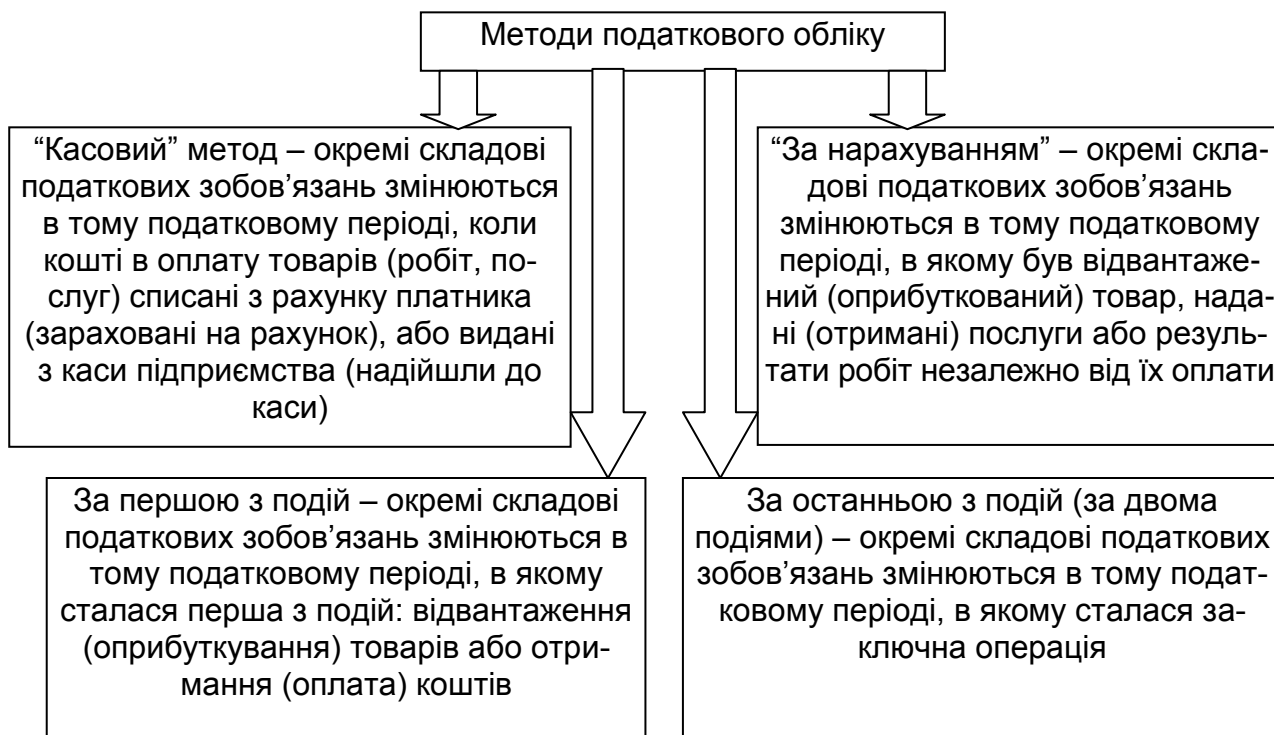 Методи податкового обліку
“Касовий” метод – окремі складові
податкових зобов’язань змінюються
в тому податковому періоді, коли
кошті в оплату товарів (робіт, по-
слуг) списані з рахунку платника
(зараховані на рахунок), або видані
з каси підприємства (надійшли до
каси)
“За нарахуванням” – окремі скла-
дові податкових зобов’язань
змінюються в тому податковому
періоді, в якому був відвантаже-
ний (оприбуткований) товар, нада-
ні (отримані) послуги або резуль-
тати робіт незалежно від їх оплати
За першою з подій – окремі складові
податкових зобов’язань змінюються в
тому податковому періоді, в якому
сталася перша з подій: відвантаження
(оприбуткування) товарів або отри-
мання (оплата) коштів
За останньою з подій (за двома
подіями) – окремі складові податкових
зобов’язань змінюються в тому подат-
ковому періоді, в якому сталася за-
ключна операція